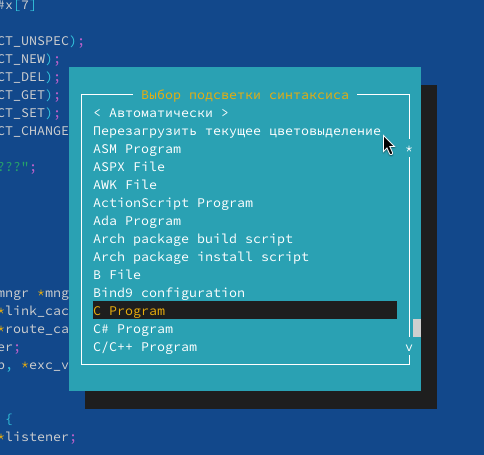 #x[7]
CT_UNSPEC);
CT_NEW);
CT_DEL);
CT_GET);
CT_SET);
CT_CHANGE
???";
mngr *mng
*link_cac
*route_ca
er;
o, *exc_v
{
*listener;
Выбор подсветки синтаксиса
< Автоматически >
Перезагрузить текущее цветовыделение
ASM Program
ASPX File
AWK File
ActionScript Program
Ada Program
Arch package build script
Arch package install script
B File
Bind9 configuration
C Program
C# Program
C/C++ Program